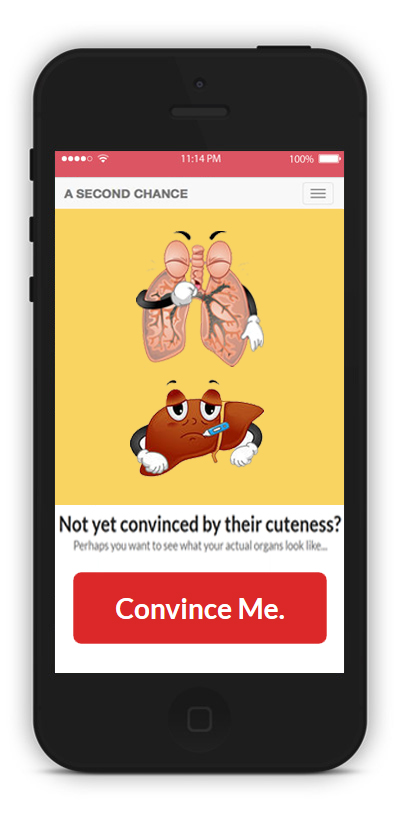 11:14 PM 100%
A SECOND CHANCE
Not yet convinced by their cuteness?
Perhaps you want to see what your actual organs look like...
Convince Me.